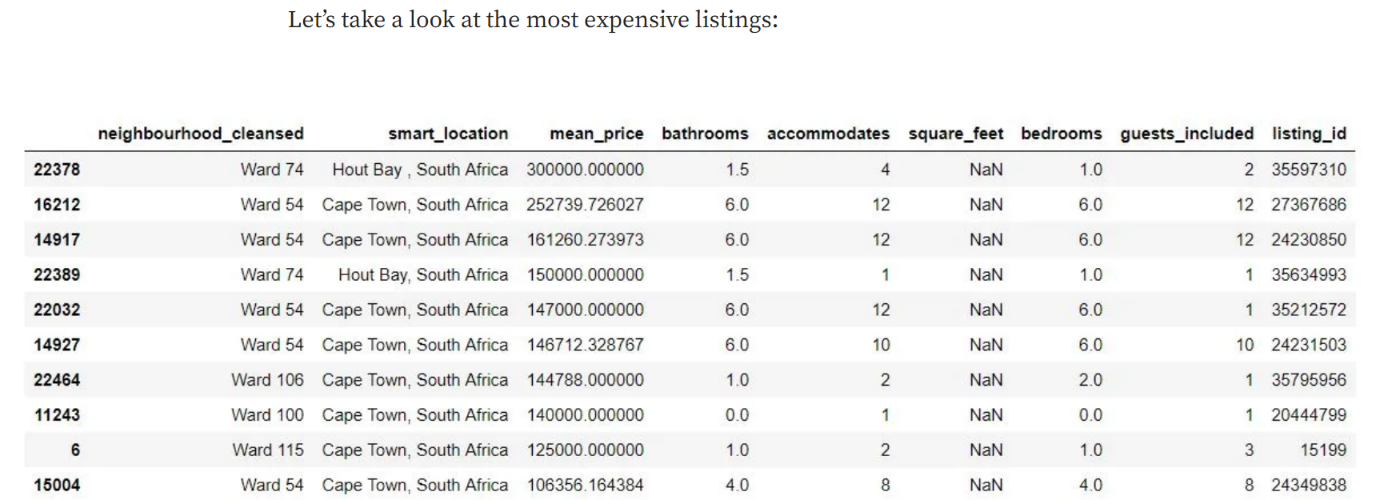 Let’s take a look at the most expensive listings:
neighbourhood_cleansed smart_location mean_price bathrooms accommodates square_feet bedrooms guests_included listing_id
22378 Ward 74 Hout Bay , South Africa 300000.000000 1.5 4 NaN 1.0 2 35597310
16212 Ward 54 Cape Town, South Africa 252739.726027 6.0 12 NaN 6.0 12 27367686
14917 Ward 54 Cape Town, South Africa 161260.273973 6.0 12 NaN 6.0 12 24230850
22389 Ward 74 Hout Bay, South Africa 150000.000000 1.5 1 NaN 1.0 1 35634993
22032 Ward 54 Cape Town, South Africa 147000.000000 6.0 12 NaN 6.0 1 35212572
14927 Ward 54 Cape Town, South Africa 146712.328767 6.0 10 NaN 6.0 10 24231503
22464 Ward 106 Cape Town, South Africa 144788.000000 1.0 2 NaN 2.0 1 35795956
11243 Ward 100 Cape Town, South Africa 140000.000000 0.0 1 NaN 0.0 1 20444799
6 Ward 115 Cape Town, South Africa 125000.000000 1.0 2 NaN 1.0 3 15199
15004 Ward 54 Cape Town, South Africa 106356.164384 4.0 8 NaN 4.0 8 24349838